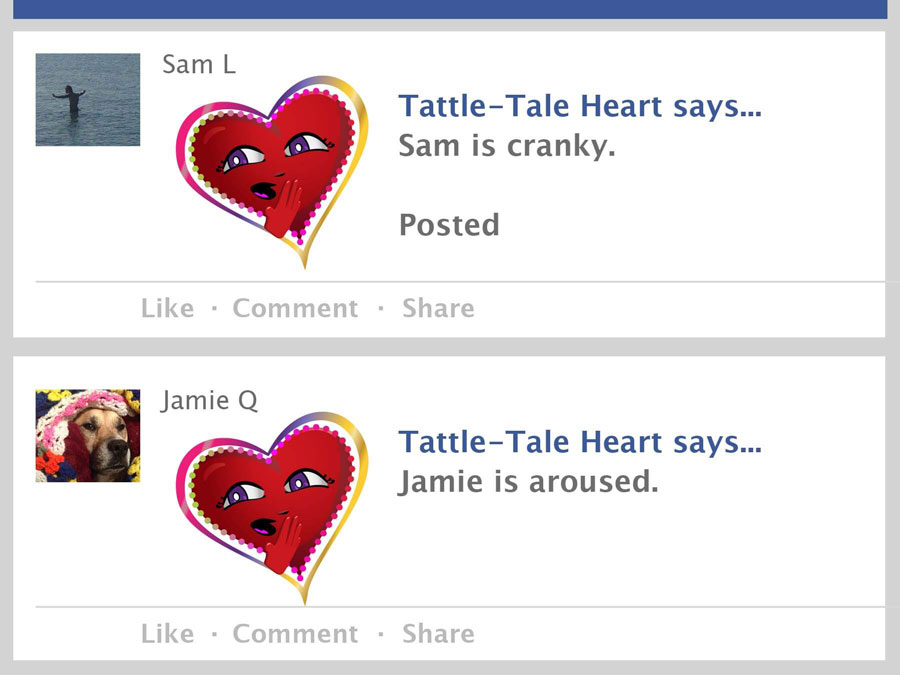 Sam L
Tattle-Tale Heart says...
Sam is cranky.
Posted
Like · Comment · Share
Jamie Q
Tattle-Tale Heart says...
Jamie is aroused.
Like · Comment · Share